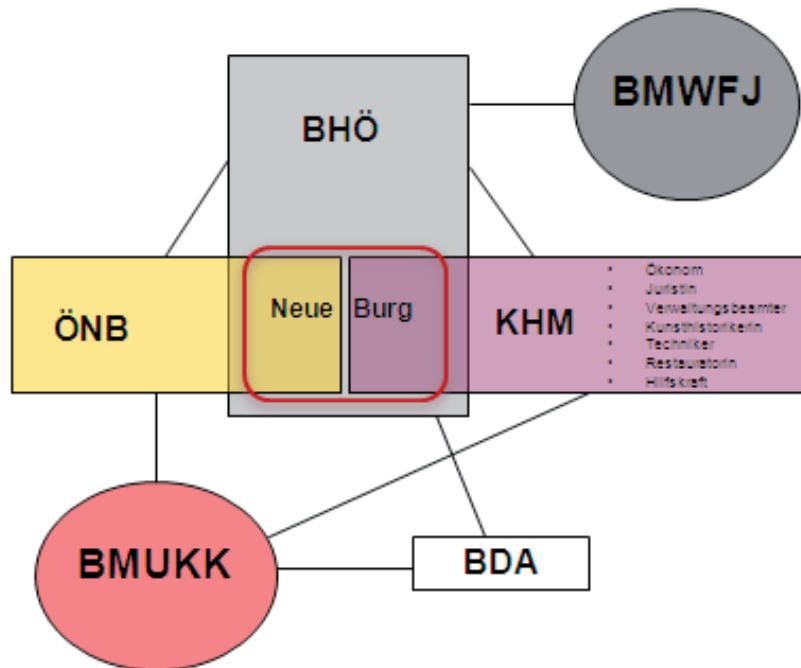 BMWFJ
BHÖ
ÖNB
Neue Burg
KHM
• Ökonom
• Juristin
• Verwaltungsbeamter
• Kunsthistorikerin
• Techniker
• Restauratorin
• Hilfskraft
BMUKK
BDA